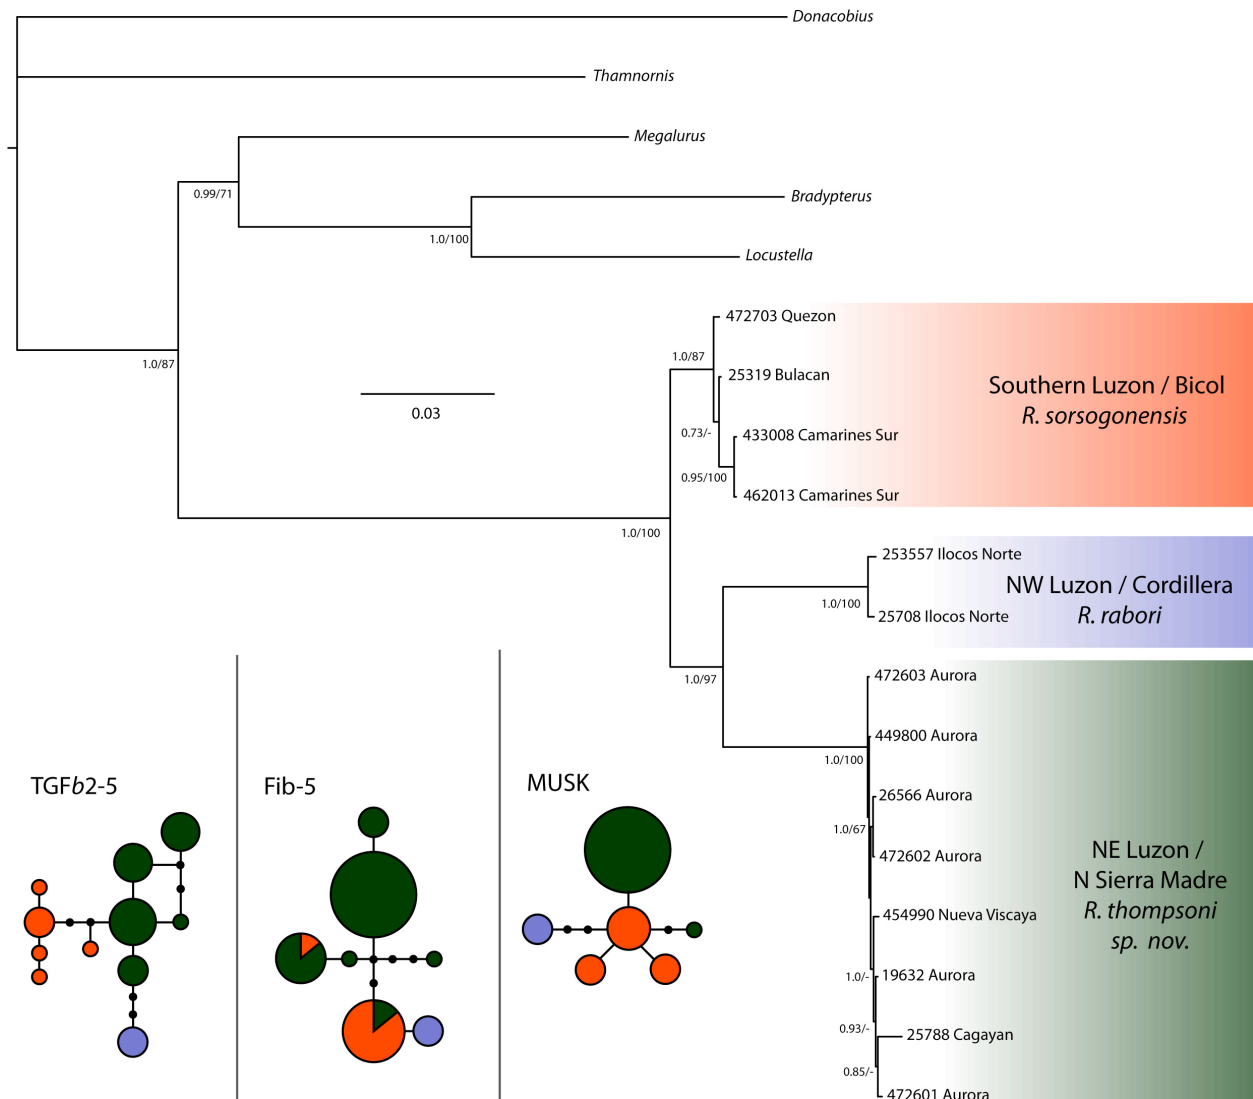 Donacobius
Thamnornis
Megalurus
0.99/71
Bradypterus
1.0/100
Locustella
472703 Quezon
1.0/87
1.0/87
25319 Bulacan
Southern Luzon / Bicol
R. sorsogonensis
0.03
0.73/-
433008 Camarines Sur
0.95/100
462013 Camarines Sur
1.0/100
253557 Ilocos Norte
NW Luzon / Cordillera
R. rabori
1.0/100
25708 Ilocos Norte
1.0/97
472603 Aurora
449800 Aurora
1.0/100
26566 Aurora
1.0/67
472602 Aurora
NE Luzon /
N Sierra Madre
R. thompsoni
sp. nov.
454990 Nueva Viscaya
1.0/-
19632 Aurora
0.93/-
25788 Cagayan
0.85/-
472601 Aurora
TGFb2-5
Fib-5
MUSK